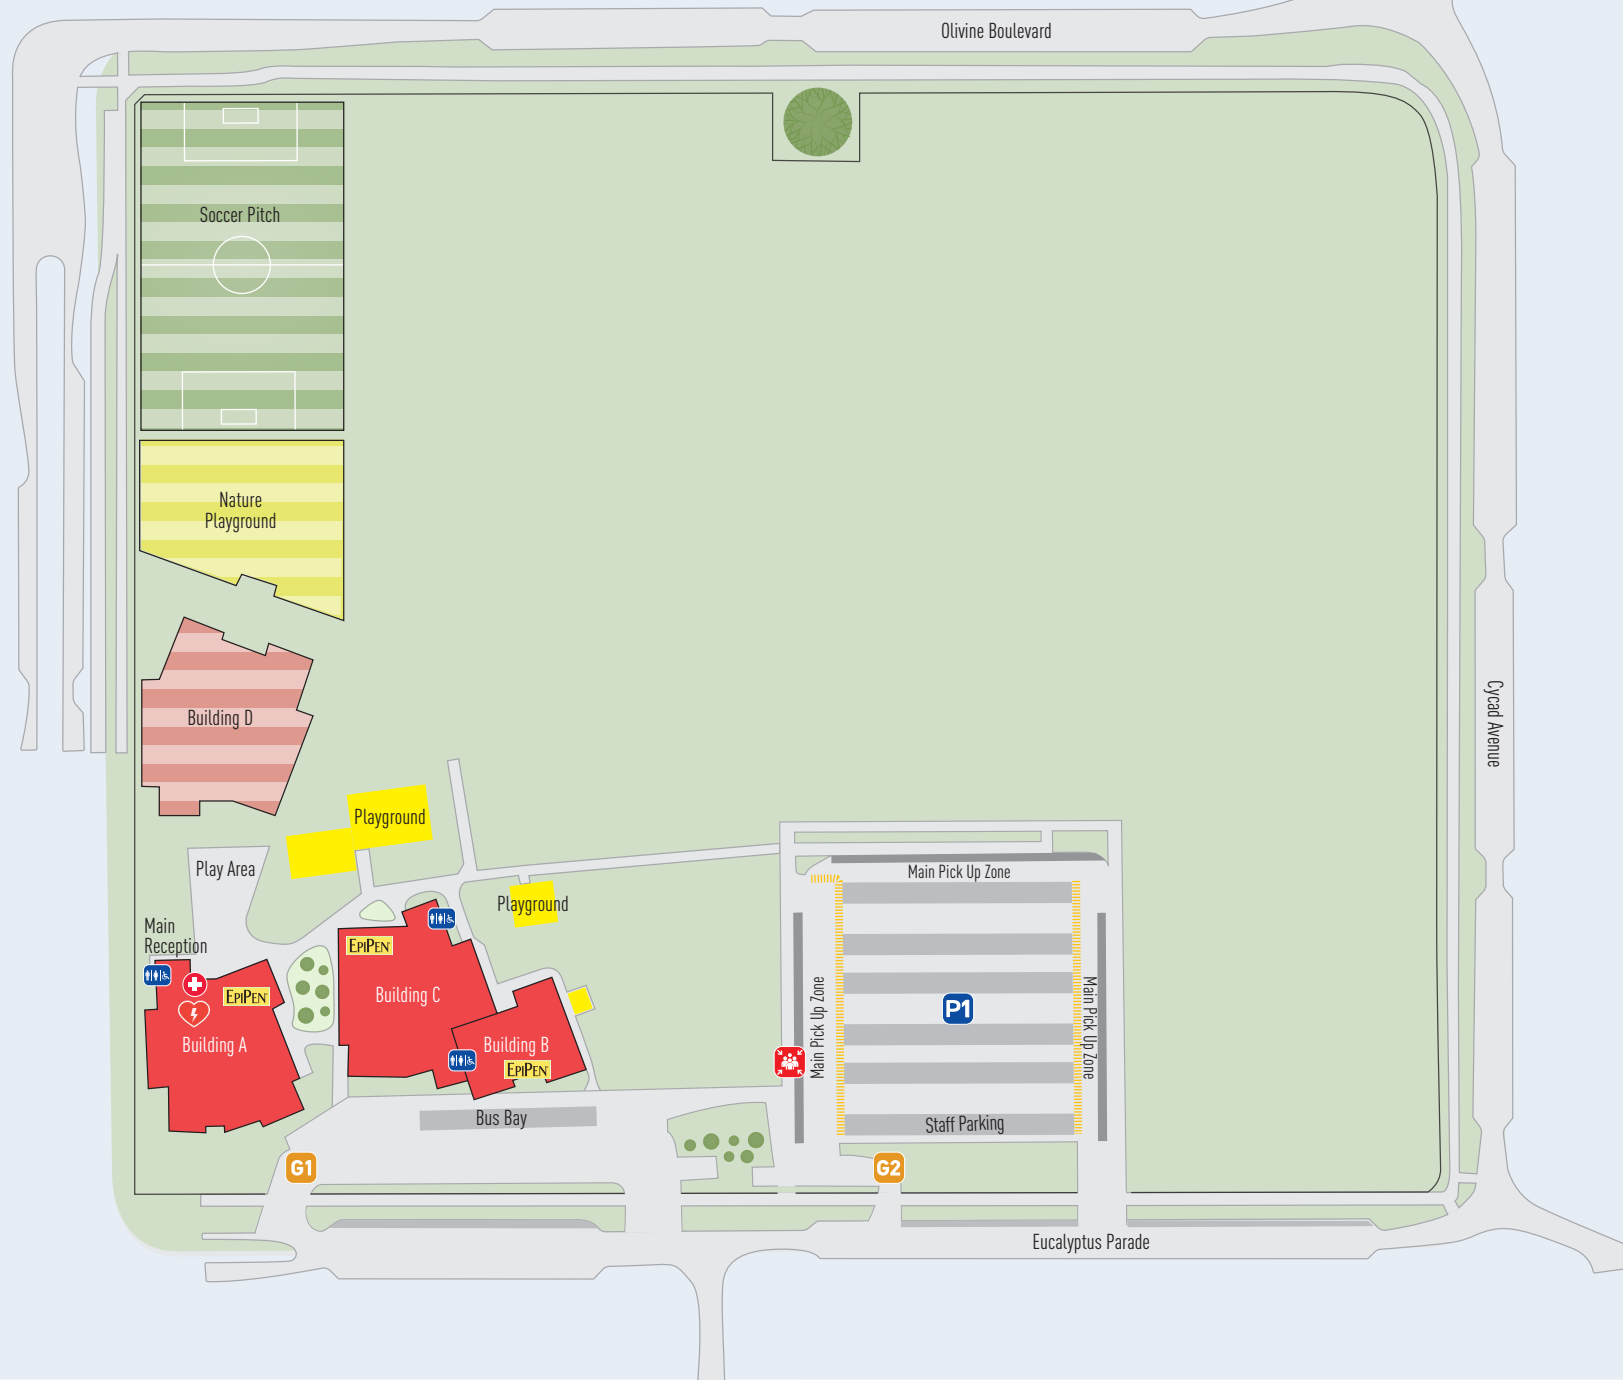 Olivine Boulevard
Soccer Pitch
Nature
Playground
Building D
Cycad Avenue
Playground
Play Area
Main Pick Up Zone
Playground
Main
Reception
EPIPEN
EPIPEN
Building C
Main Pick Up Zone
P1
Main Pick Up Zone
Building A
Building B
EPIPEN
Bus Bay
Staff Parking
G1
G2
Eucalyptus Parade